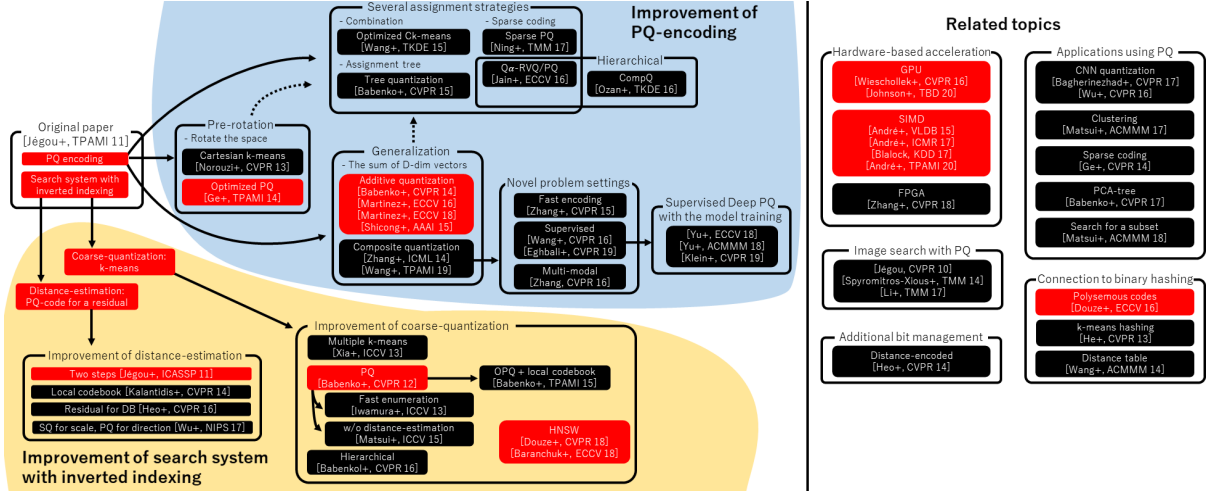 Improvement of
PQ-encoding
Original paper
[Jégou+, TPAMI 11]
PQ encoding
Search system with
inverted indexing
Pre-rotation
- Rotate the space
Cartesian k-means
[Norouzi+, CVPR 13]
Optimized PQ
[Ge+, TPAMI 14]
Several assignment strategies
- Combination
Optimized Ck-means
[Wang+, TKDE 15]
- Assignment tree
Tree quantization
[Babenko+, CVPR 15]
- Sparse coding
Sparse PQ
[Ning+, TMM 17]
Qα-RVQ/PQ
[Jain+, ECCV 16]
Hierarchical
CompQ
[Ozan+, TKDE 16]
Generalization
- The sum of D-dim vectors
Additive quantization
[Babenko+, CVPR 14]
[Martinez+, ECCV 16]
[Martinez+, ECCV 18]
[Shicong+, AAAI 15]
Composite quantization
[Zhang+, ICML 14]
[Wang+, TPAMI 19]
Novel problem settings
Fast encoding
[Zhang+, CVPR 15]
Supervised
[Wang+, CVPR 16]
[Eghbali+, CVPR 19]
Multi-modal
[Zhang, CVPR 16]
Supervised Deep PQ
with the model training
[Yu+, ECCV 18]
[Yu+, ACMMM 18]
[Klein+, CVPR 19]
Coarse-quantization:
k-means
Distance-estimation:
PQ-code for a residual
Improvement of distance-estimation
Two steps [Jégou+, ICASSP 11]
Local codebook [Kalantidis+, CVPR 14]
Residual for DB [Heo+, CVPR 16]
SQ for scale, PQ for direction [Wu+, NIPS 17]
Improvement of coarse-quantization
Multiple k-means
[Xia+, ICCV 13]
PQ
[Babenko+, CVPR 12]
OPQ + local codebook
[Babenko+, TPAMI 15]
Fast enumeration
[Iwamura+, ICCV 13]
w/o distance-estimation
[Matsui+, ICCV 15]
Hierarchical
[Babenkol+, CVPR 16]
HNSW
[Douze+, CVPR 18]
[Baranchuk+, ECCV 18]
Improvement of search system
with inverted indexing
Related topics
Hardware-based acceleration
GPU
[Wieschollek+, CVPR 16]
[Johnson+, TBD 20]
SIMD
[André+, VLDB 15]
[André+, ICMR 17]
[Blalock, KDD 17]
[André+, TPAMI 20]
FPGA
[Zhang+, CVPR 18]
Image search with PQ
[Jégou, CVPR 10]
[Spyromitros-Xious+, TMM 14]
[Li+, TMM 17]
Additional bit management
Distance-encoded
[Heo+, CVPR 14]
Applications using PQ
CNN quantization
[Bagherinezhad+, CVPR 17]
[Wu+, CVPR 16]
Clustering
[Matsui+, ACMMM 17]
Sparse coding
[Ge+, CVPR 14]
PCA-tree
[Babenko+, CVPR 17]
Search for a subset
[Matsui+, ACMMM 18]
Connection to binary hashing
Polysemous codes
[Douze+, ECCV 16]
k-means hashing
[He+, CVPR 13]
Distance table
[Wang+, ACMMM 14]